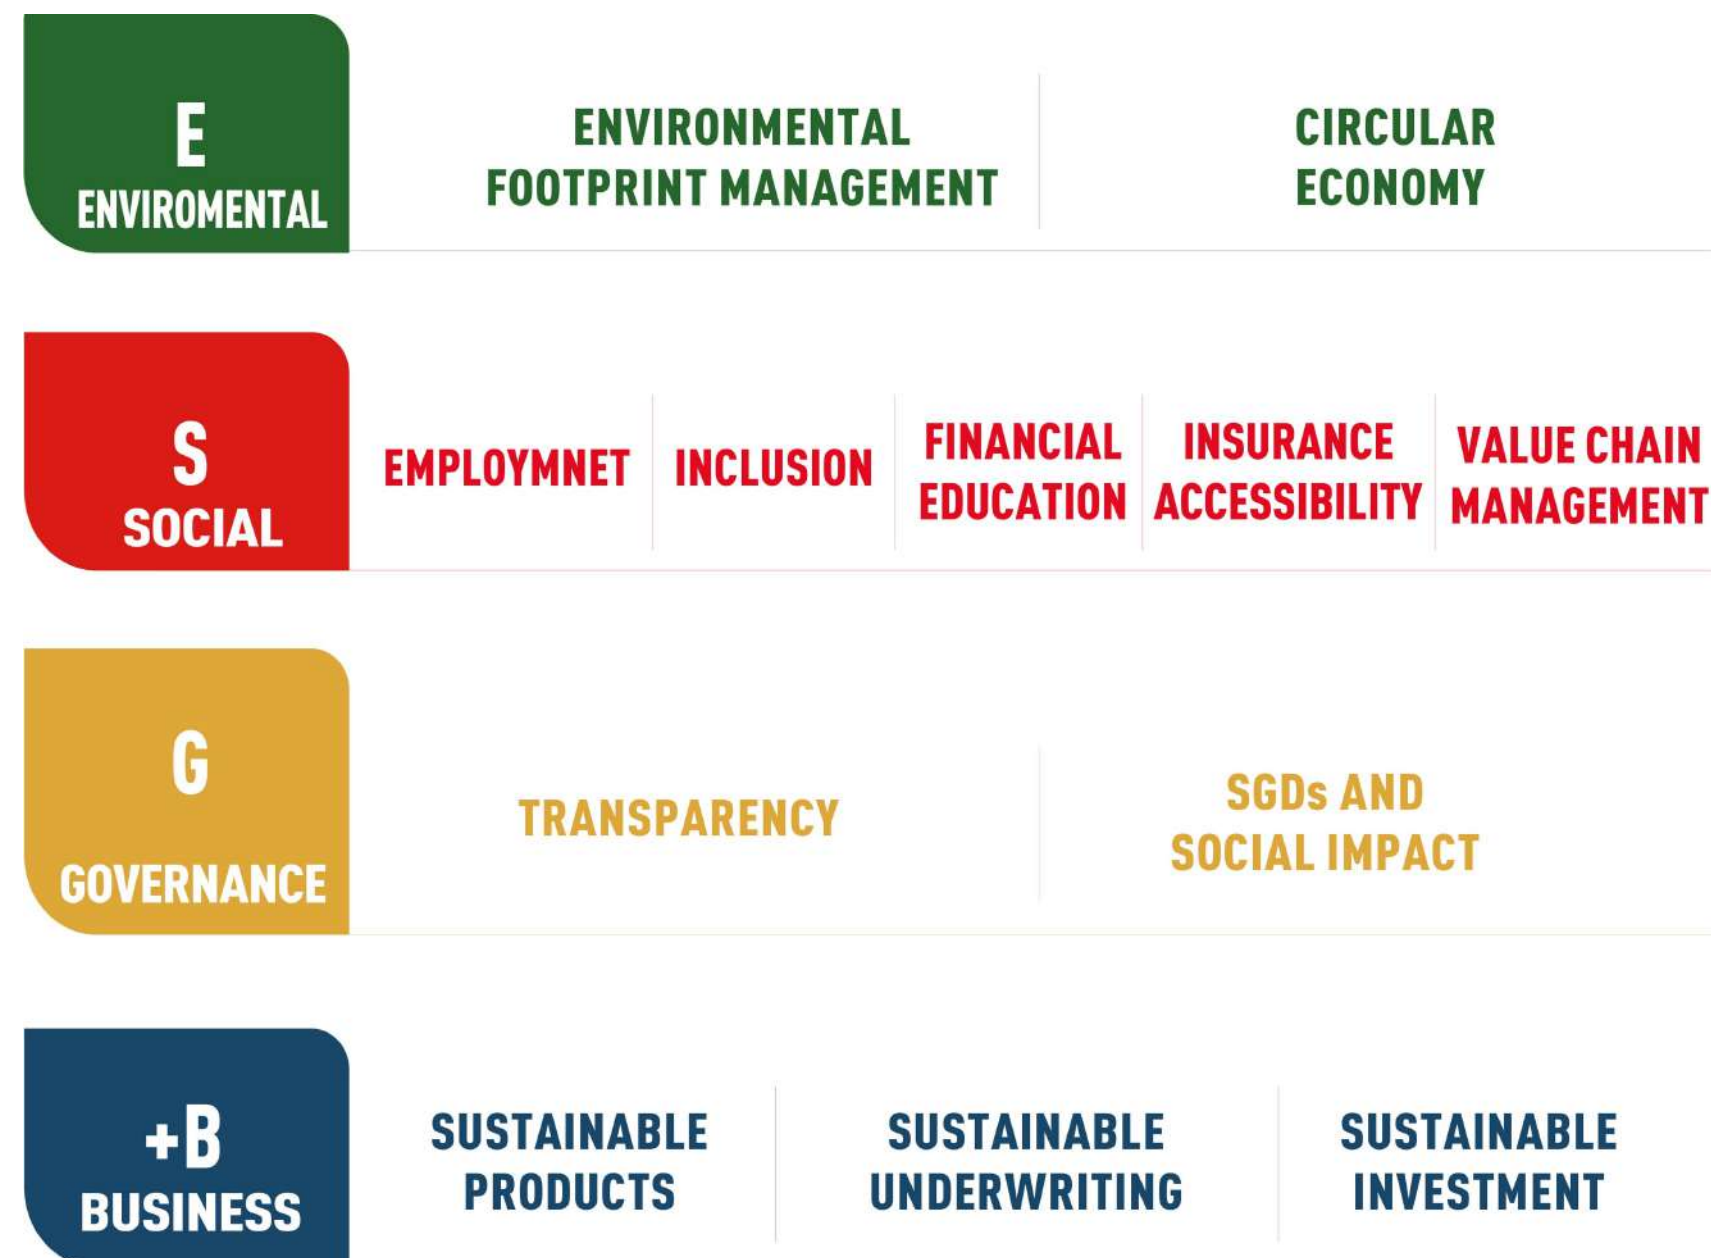 E
ENVIROMENTAL
ENVIRONMENTAL
FOOTPRINT MANAGEMENT
CIRCULAR
ECONOMY
S
SOCIAL
EMPLOYMNET
INCLUSION
FINANCIAL
EDUCATION
INSURANCE
ACCESSIBILITY
VALUE CHAIN
MANAGEMENT
G
GOVERNANCE
TRANSPARENCY
SGDs AND
SOCIAL IMPACT
+B
BUSINESS
SUSTAINABLE
PRODUCTS
SUSTAINABLE
UNDERWRITING
SUSTAINABLE
INVESTMENT